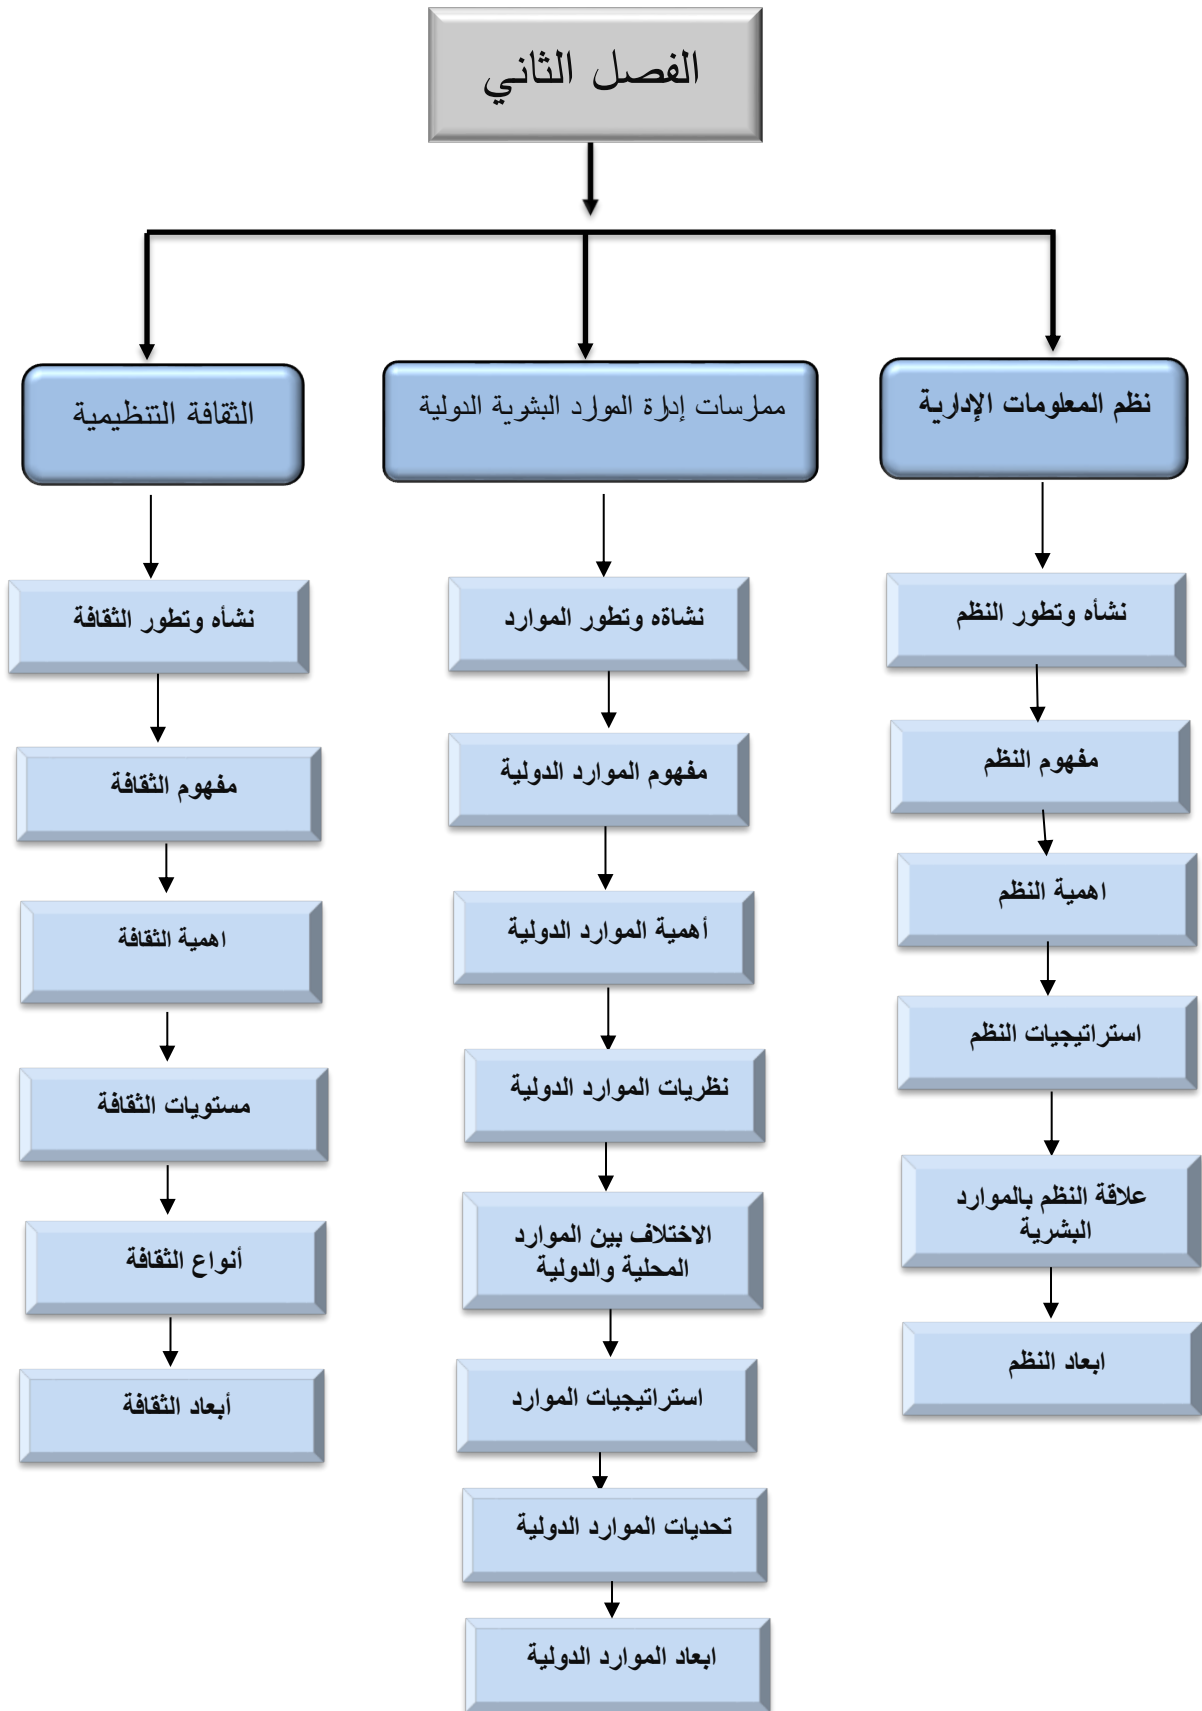 الفصل الثاني
نظم المعلومات الإدارية
نشأه وتطور النظم
مفهوم النظم
اهمية النظم
استراتيجيات النظم
علاقة النظم بالموارد
البشرية
ابعاد النظم
ممارسات إدارة الموارد البشوية الدولية
نشاةه وتطور الموارد
مفهوم الموارد الدولية
أهمية الموارد الدولية
نظريات الموارد الدولية
الاختلاف بين الموارد
المحلية والدولية
استراتيجيات الموارد
تحديات الموارد الدولية
ابعاد الموارد الدولية
الثقافة التنظيمية
نشأه وتطور الثقافة
مفهوم الثقافة
اهمية الثقافة
مستويات الثقافة
أنواع الثقافة
أبعاد الثقافة